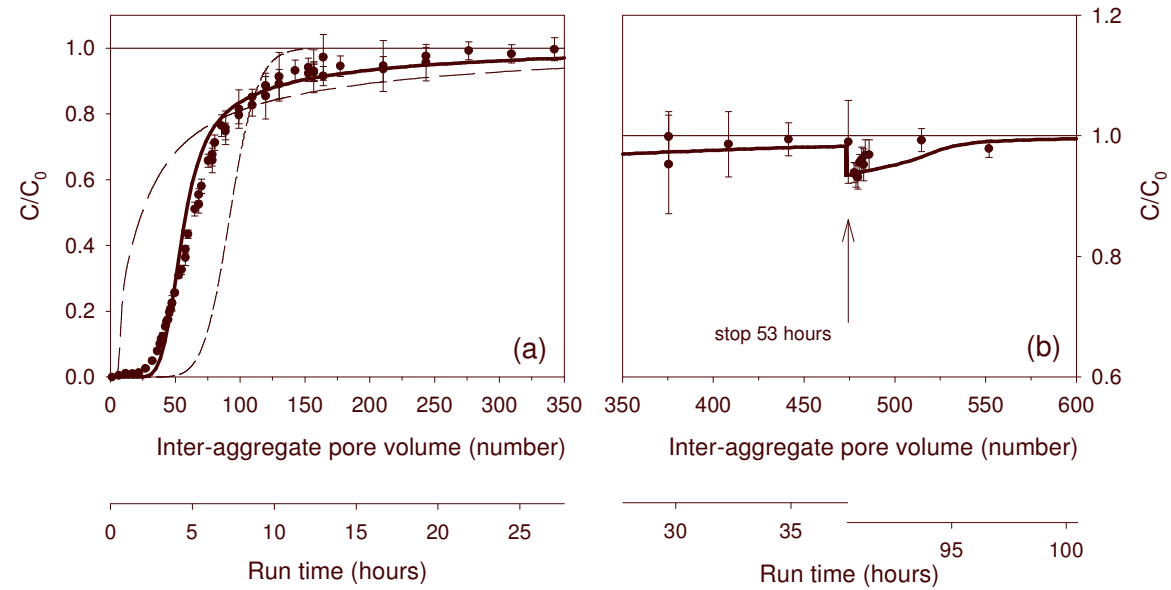 1.0
0.8
0.6
0.4
0.2
0.0
C/C0
(a)
0 50 100 150 200 250 300 350
Inter-aggregate pore volume (number)
0 5 10 15 20 25
Run time (hours)
1.2
1.0
0.8
0.6
C/C0
stop 53 hours
(b)
350 400 450 500 550 600
Inter-aggregate pore volume (number)
30 35
95 100
Run time (hours)